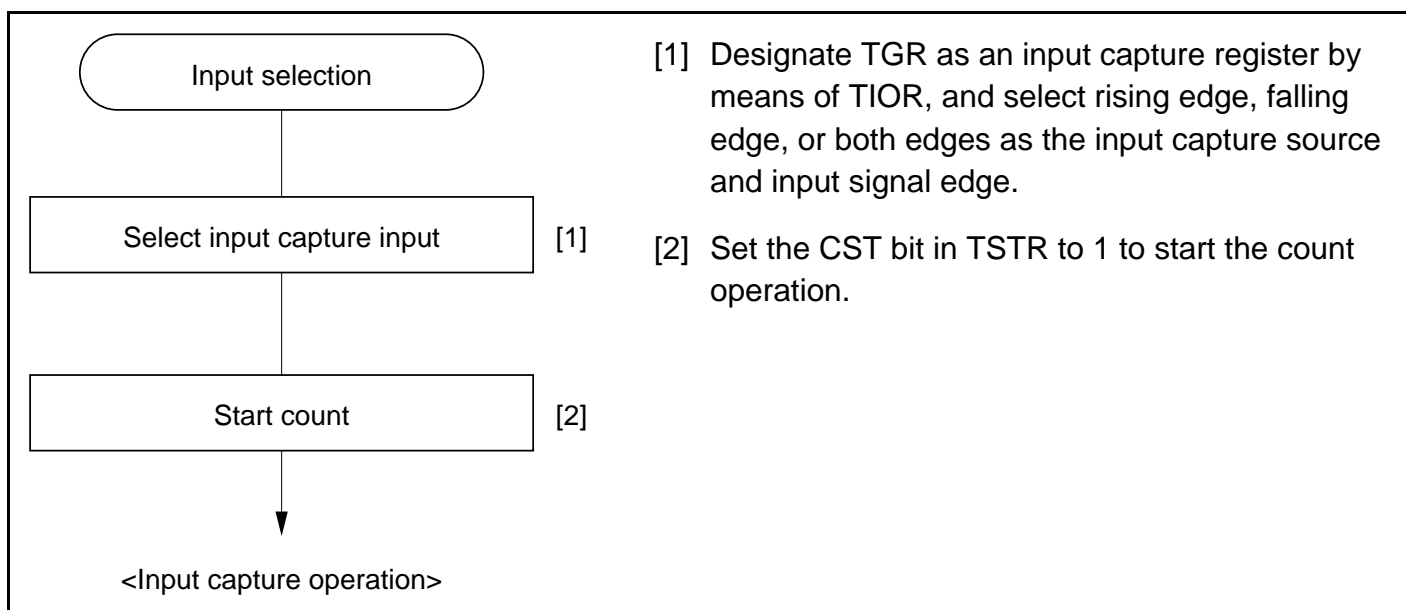 Input selection
Select input capture input
[1]
Start count
[2]
<Input capture operation>
[1] Designate TGR as an input capture register by
means of TIOR, and select rising edge, falling
edge, or both edges as the input capture source
and input signal edge.
[2] Set the CST bit in TSTR to 1 to start the count
operation.